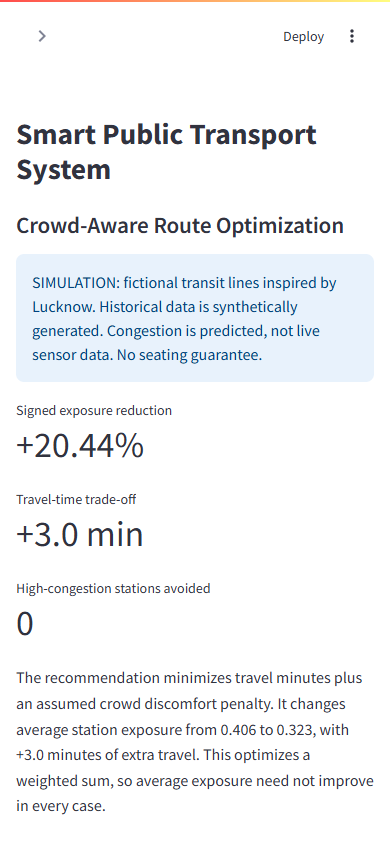 Deploy
Smart Public Transport
System
Crowd-Aware Route Optimization
SIMULATION: fictional transit lines inspired by
Lucknow. Historical data is synthetically
generated. Congestion is predicted, not live
sensor data. No seating guarantee.
Signed exposure reduction
+20.44%
Travel-time trade-off
+3.0 min
High-congestion stations avoided
0
The recommendation minimizes travel minutes plus
an assumed crowd discomfort penalty. It changes
average station exposure from 0.406 to 0.323, with
+3.0 minutes of extra travel. This optimizes a
weighted sum, so average exposure need not improve
in every case.